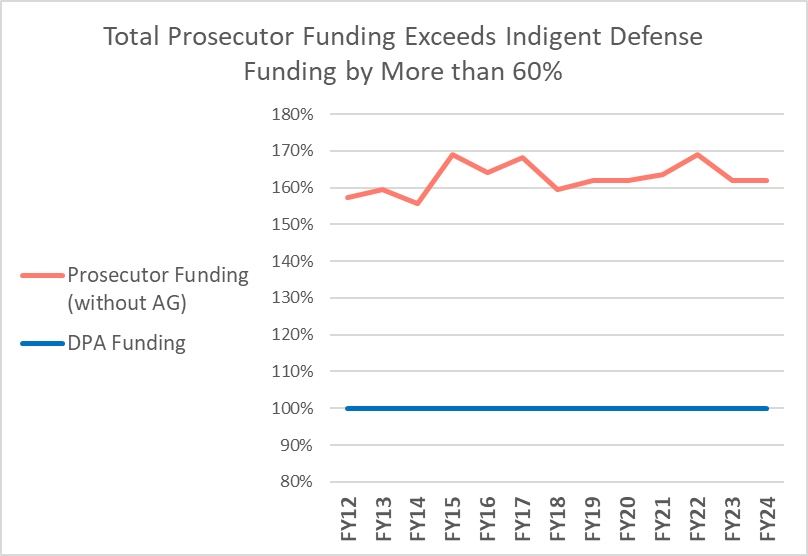 Total Prosecutor Funding Exceeds Indigent Defense
Funding by More than 60%
180%
170%
160%
150%
140%
130%
120%
110%
100%
90%
80%
Prosecutor Funding
(without AG)
DPA Funding
FY12
FY13
FY14
FY15
FY16
FY17
FY18
FY19
FY20
FY21
FY22
FY23
FY24